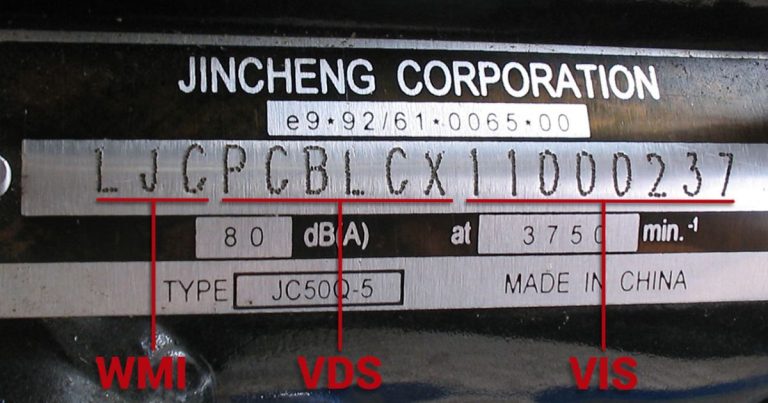 JINCHENG CORPORATION
e9*92/61*0065*00
LJCPCBLCX11000237
80 dB(A) at 3750 min.-1
TYPE JC50Q-5 MADE IN CHINA
WMI VDS VIS